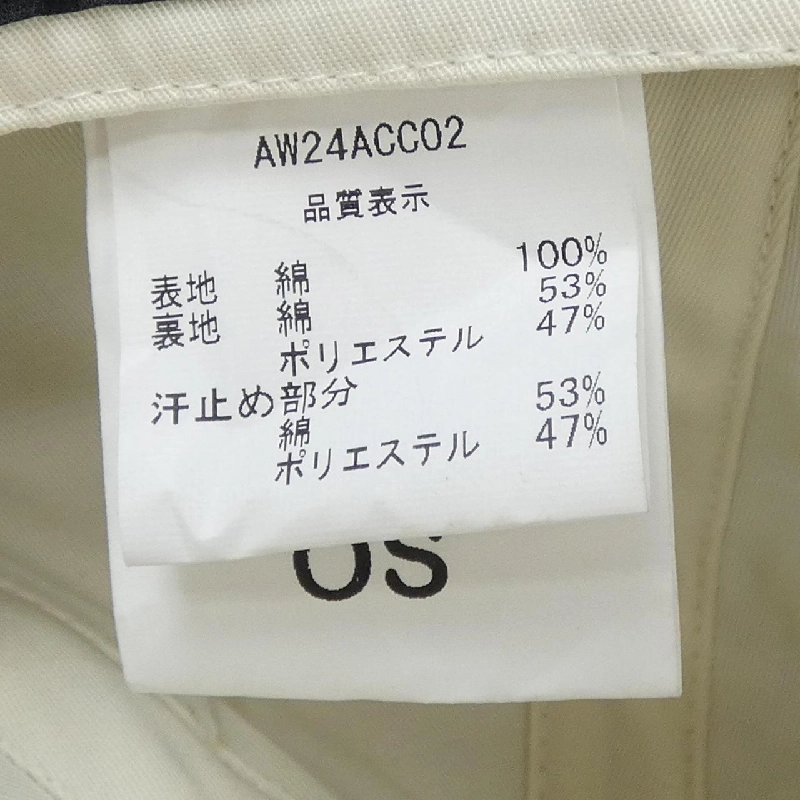 AW24ACC02
品質表示
表地 綿 100%
裏地 綿 53%
ポリエステル 47%
汗止め部分
綿 53%
ポリエステル 47%
OS